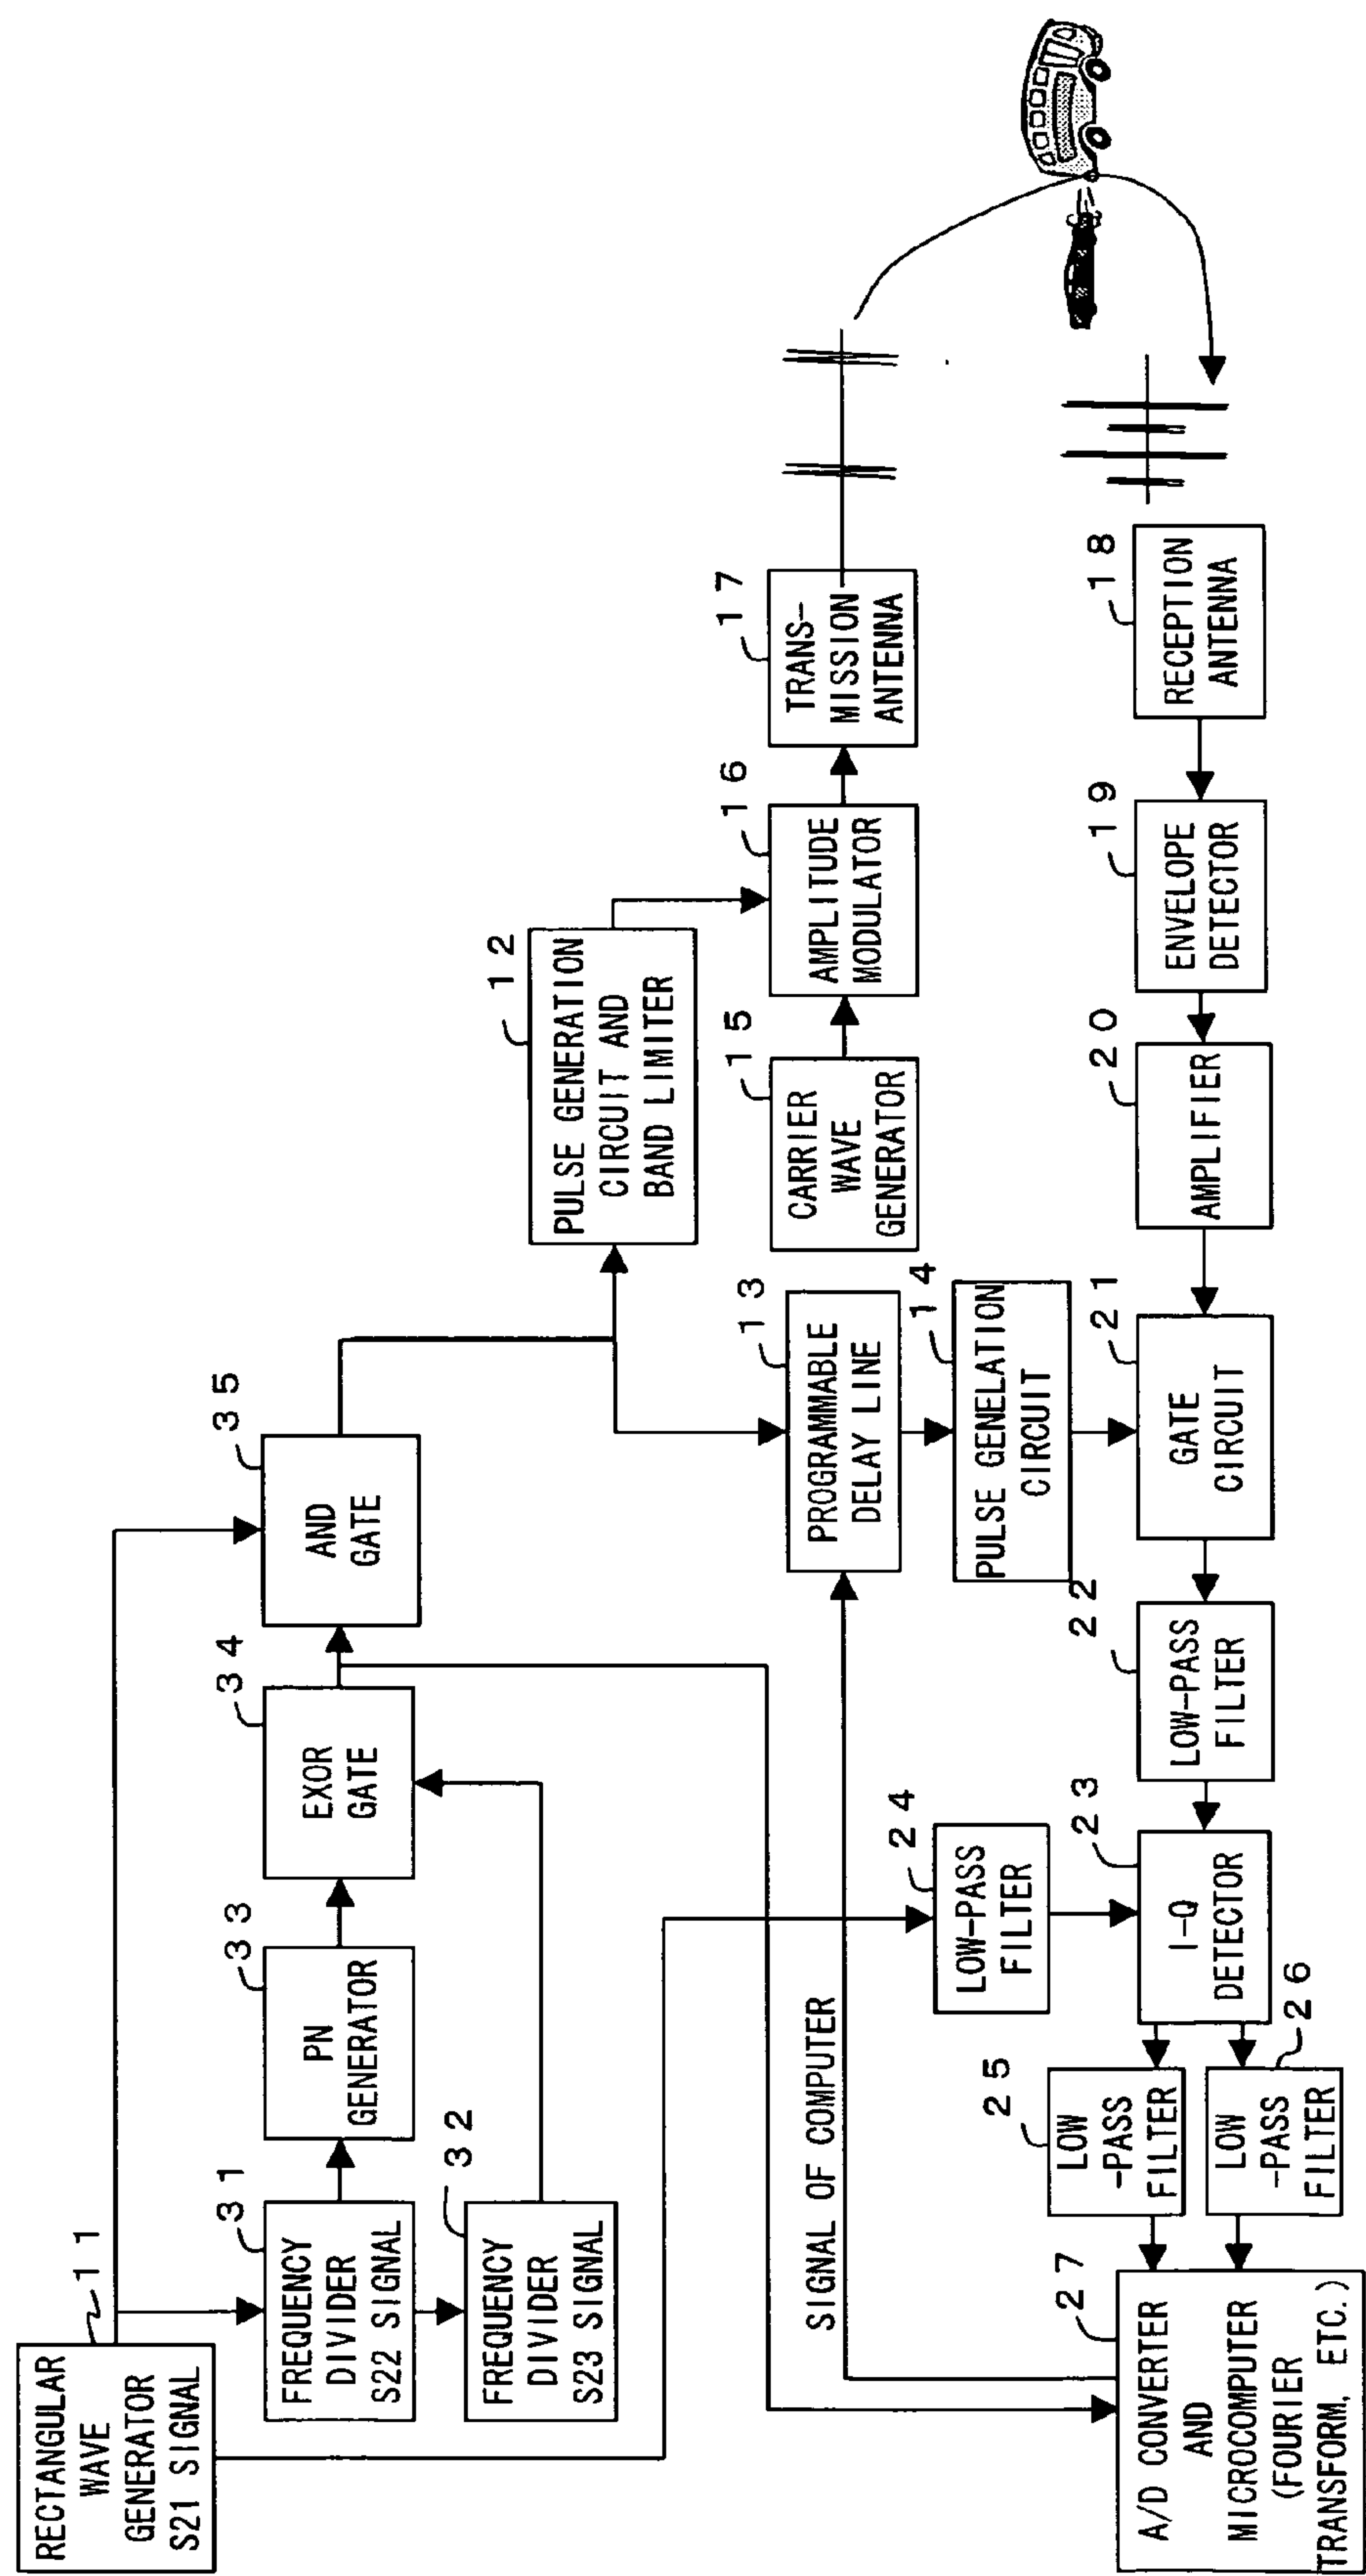 RECTANGULAR
WAVE
GENERATOR
S21 SIGNAL
11
FREQUENCY
DIVIDER
S22 SIGNAL
31
FREQUENCY
DIVIDER
S23 SIGNAL
32
PN
GENERATOR
33
EXOR
GATE
34
AND
GATE
35
PULSE GENERATION
CIRCUIT AND
BAND LIMITER
12
CARRIER
WAVE
GENERATOR
15
AMPLITUDE
MODULATOR
16
TRANS-
MISSION
ANTENNA
17
PROGRAMMABLE
DELAY LINE
13
PULSE GENELATION
CIRCUIT
14
SIGNAL OF COMPUTER
LOW-PASS
FILTER
24
A/D CONVERTER
AND
MICROCOMPUTER
(FOURIER
TRANSFORM, ETC.)
27
LOW
-PASS
FILTER
25
LOW
-PASS
FILTER
26
I-Q
DETECTOR
23
LOW-PASS
FILTER
22
GATE
CIRCUIT
21
AMPLIFIER
20
ENVELOPE
DETECTOR
19
RECEPTION
ANTENNA
18